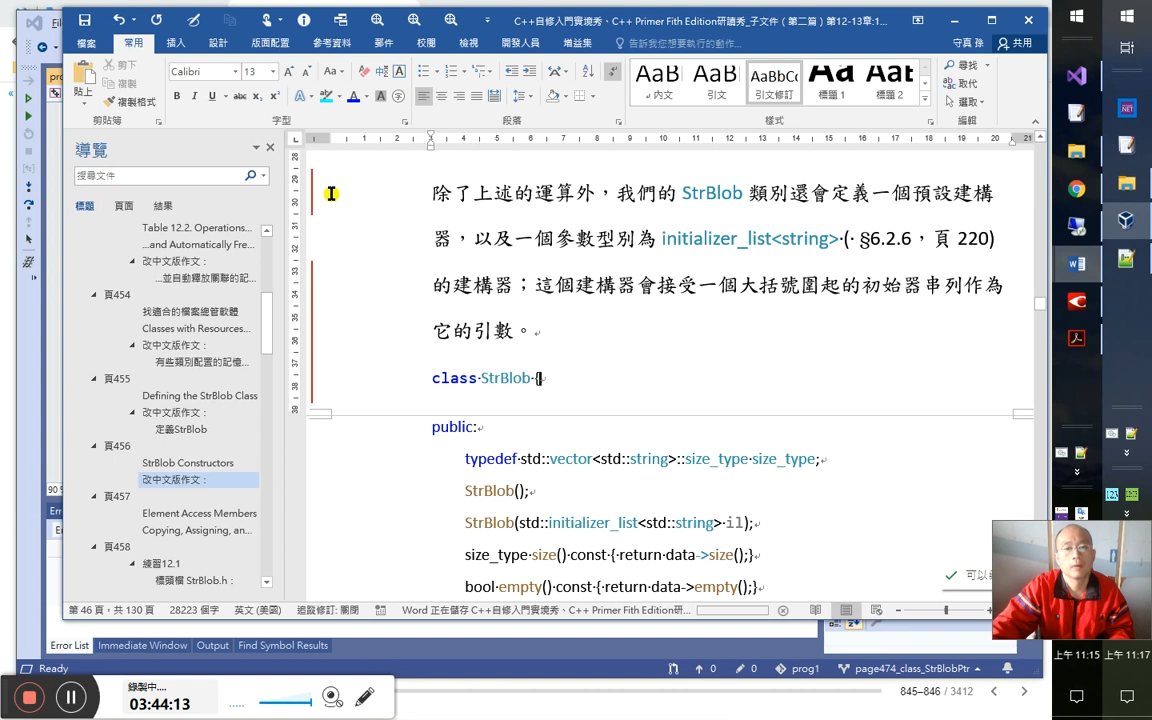 C++自修入門實境秀、C++ Primer Fith Edition研讀秀_子文件（第二篇）12-13章:1...
檔案 常用 插入 設計 版面配置 參考資料 郵件 校閱 檢視 開發人員 增益集 告訴我您想要執行的動作... 守真 孫 共用
貼上
剪下
複製
複製格式
剪貼簿
Calibri 13
字型
段落
AaBbC 內文
AaBbC 引文
AaBbCc 引文修訂
AaB 標題 1
AaBt 標題 2
樣式
尋找
取代
選取
編輯
導覽
搜尋文件
標題 頁面 結果
Table 12.2. Operations...
...and Automatically Fre...
改中文版作文：
...並自動釋放關聯的記...
頁454
找適合的檔案總管軟體
Classes with Resources...
改中文版作文：
有些類別配置的記憶...
頁455
Defining the StrBlob Class
改中文版作文：
定義StrBlob
頁456
StrBlob Constructors
改中文版作文：
頁457
Element Access Members
Copying, Assigning, an...
頁458
練習12.1
標頭檔 StrBlob.h：
除了上述的運算外，我們的 StrBlob 類別還會定義一個預設建構
器，以及一個參數型別為 initializer_list<string> ( §6.2.6，頁 220)
的建構器；這個建構器會接受一個大括號圍起的初始器串列作為
它的引數。
class StrBlob {
public:
typedef std::vector<std::string>::size_type size_type;
StrBlob();
StrBlob(std::initializer_list<std::string> il);
size_type size() const { return data->size();}
bool empty() const { return data->empty();}
第 46 頁，共 130 頁 28223 個字 英文 (美國) 追蹤修訂: 關閉 Word 正在儲存 C++自修入門實境秀、C++ Primer Fith Edition研...
Error List Immediate Window Output Find Symbol Results
Ready 0 0 prog1 page474_class_StrBlobPtr
錄製中....
03:44:13
845–846 / 3412
上午 11:15 上午 11:17